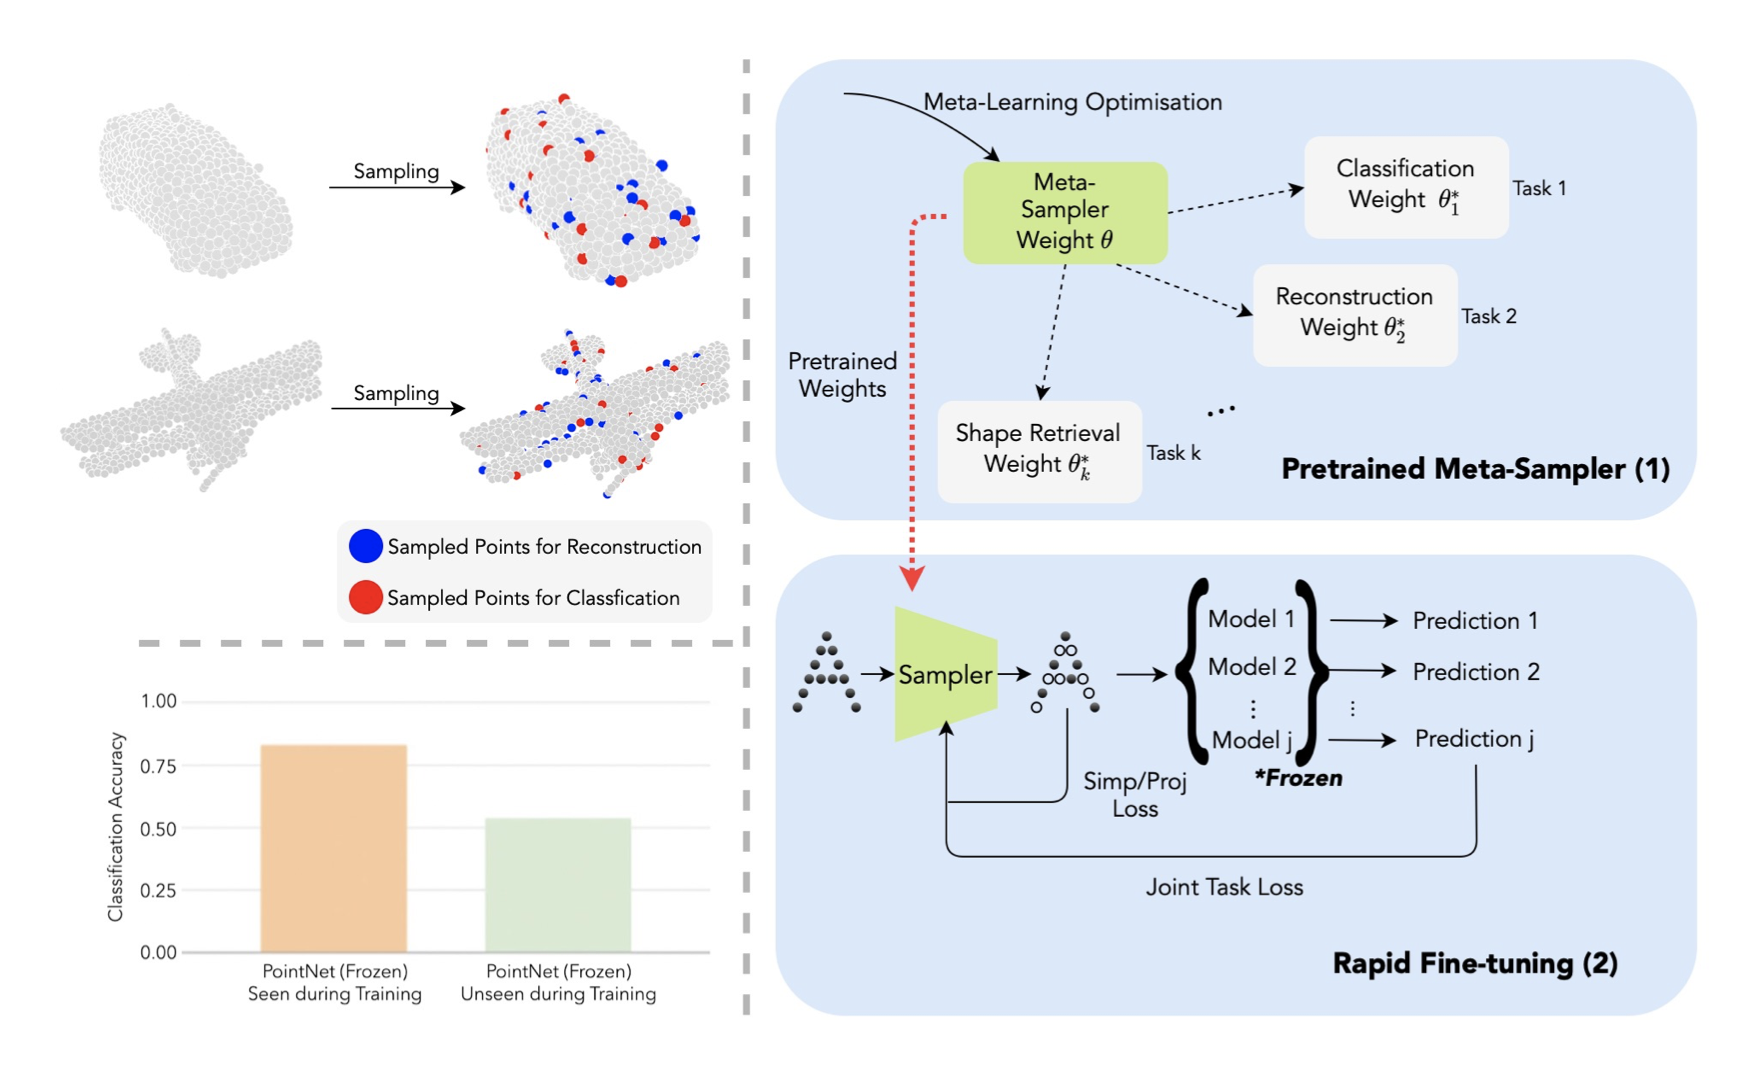 Sampling
Sampling
Sampled Points for Reconstruction
Sampled Points for Classfication
1.00
0.75
0.50
0.25
0.00
Classification Accuracy
PointNet (Frozen)
Seen during Training
PointNet (Frozen)
Unseen during Training
Meta-Learning Optimisation
Meta-
Sampler
Weight θ
Classification
Weight θ₁*
Task 1
Reconstruction
Weight θ₂*
Task 2
Pretrained
Weights
Shape Retrieval
Weight θₖ*
Task k
...
Pretrained Meta-Sampler (1)
Sampler
Model 1
Model 2
⋮
Model j
*Frozen
Prediction 1
Prediction 2
⋮
Prediction j
Simp/Proj
Loss
Joint Task Loss
Rapid Fine-tuning (2)